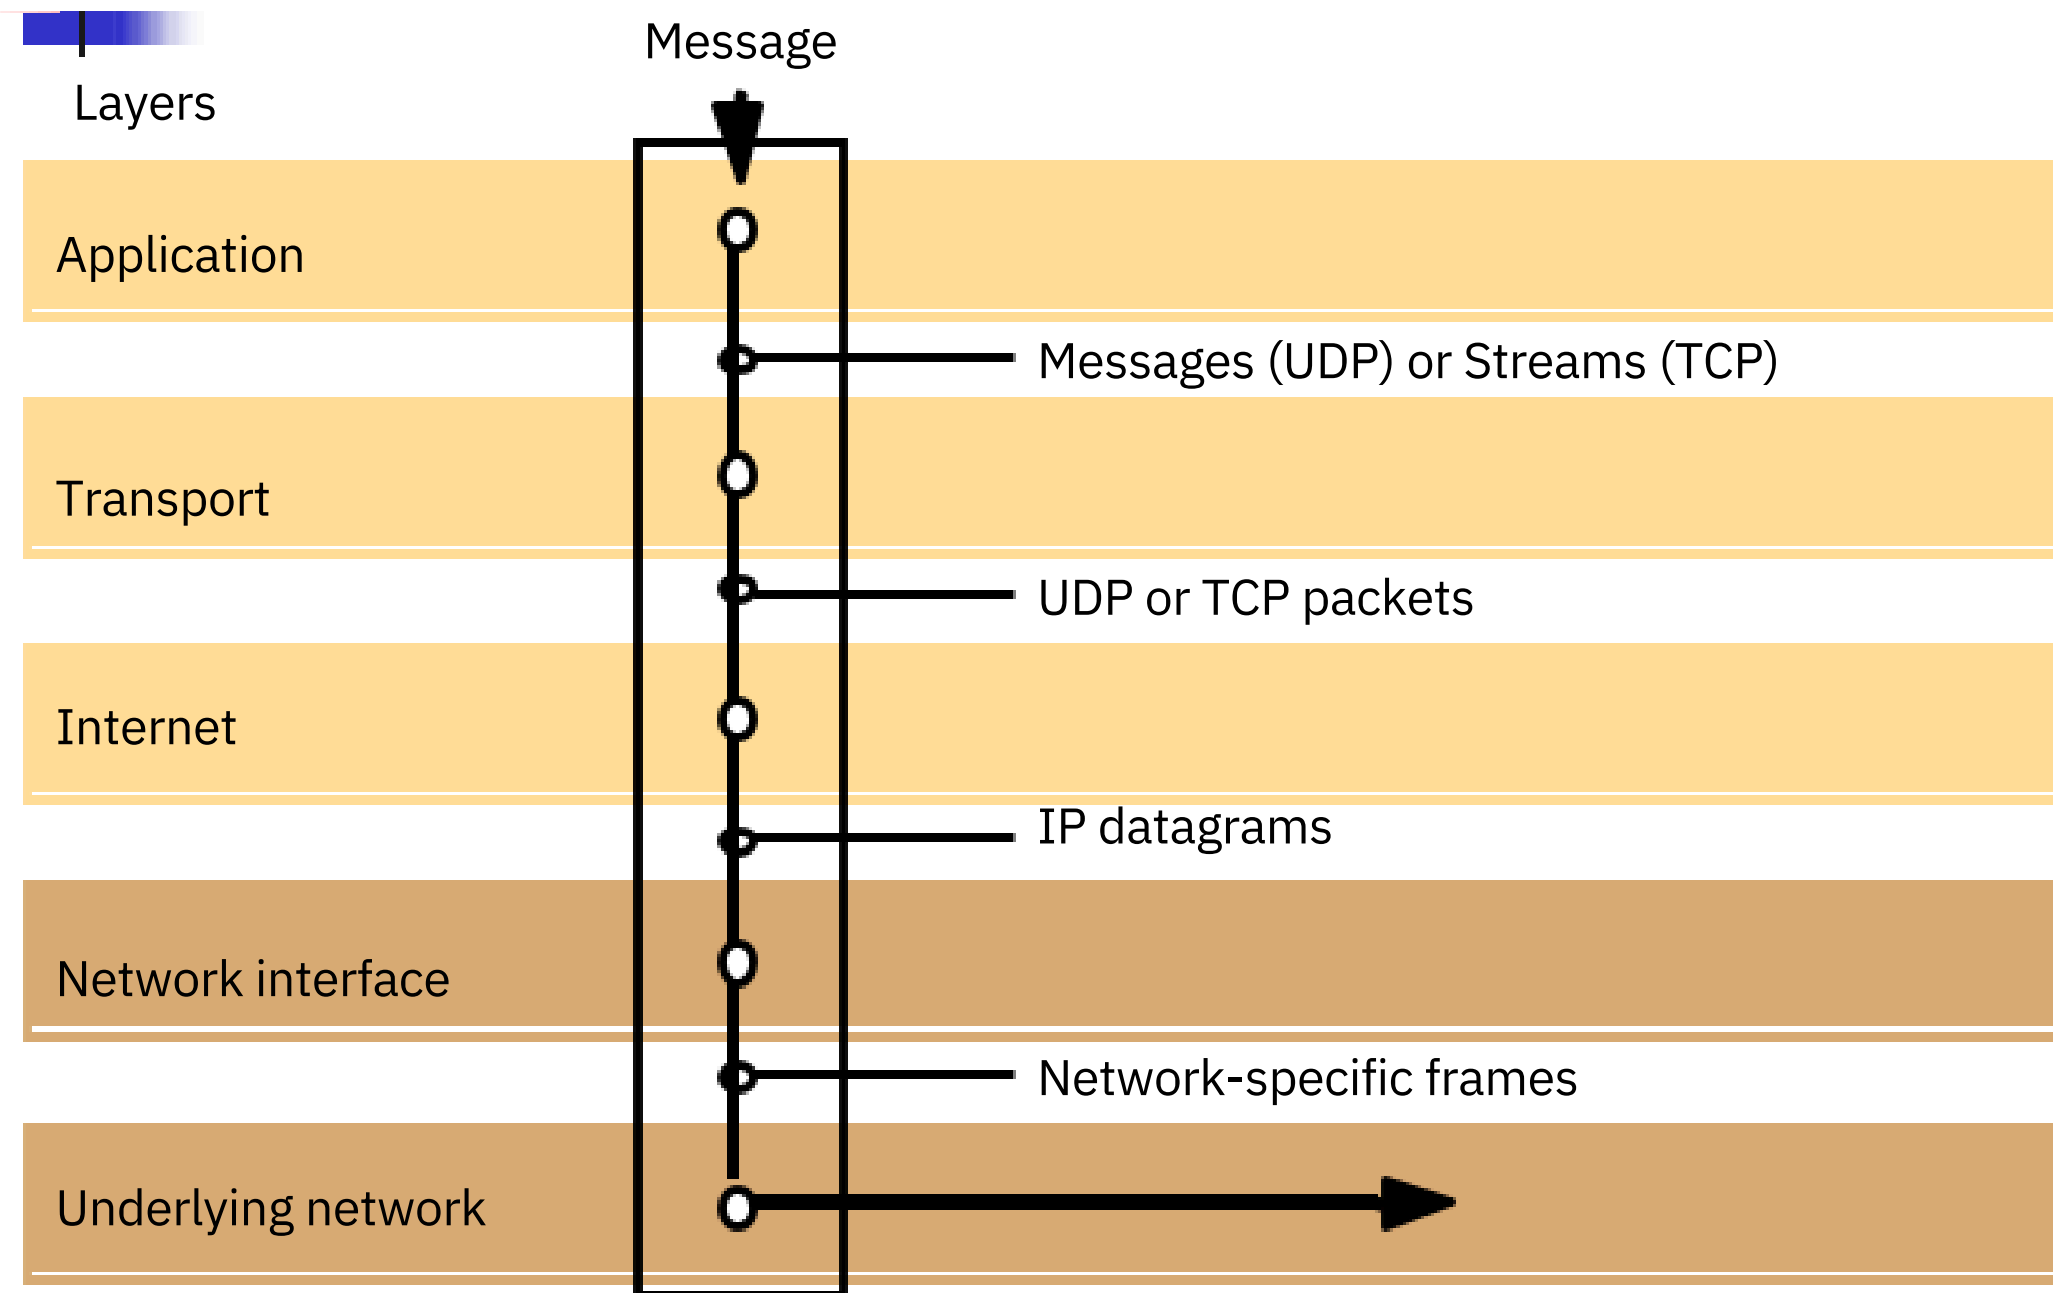 Message
Layers
Application
Messages (UDP) or Streams (TCP)
Transport
UDP or TCP packets
Internet
IP datagrams
Network interface
Network-specific frames
Underlying network